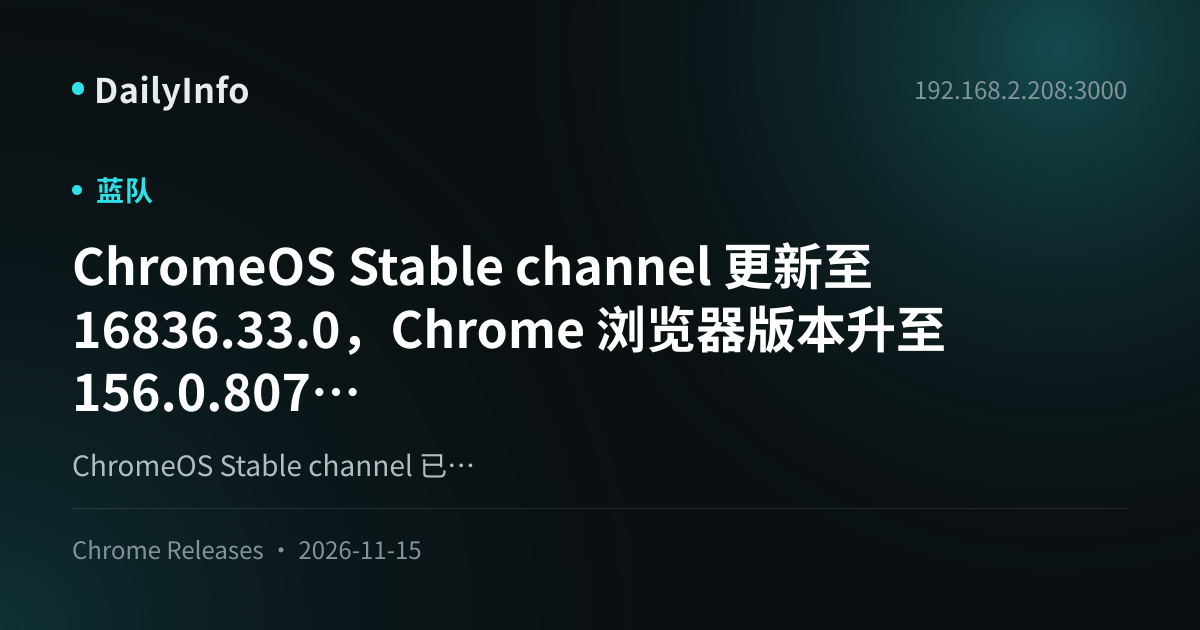 DailyInfo
192.168.2.208:3000
蓝队
ChromeOS Stable channel 更新至
16836.33.0，Chrome 浏览器版本升至
156.0.807…
ChromeOS Stable channel 已…
Chrome Releases · 2026-11-15